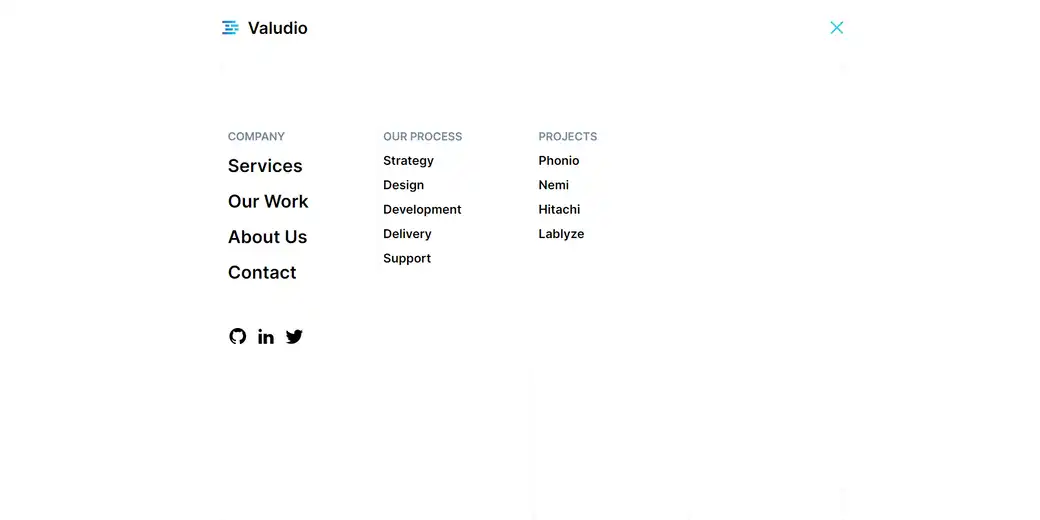 Valudio
COMPANY
Services
Our Work
About Us
Contact
OUR PROCESS
Strategy
Design
Development
Delivery
Support
PROJECTS
Phonio
Nemi
Hitachi
Lablyze